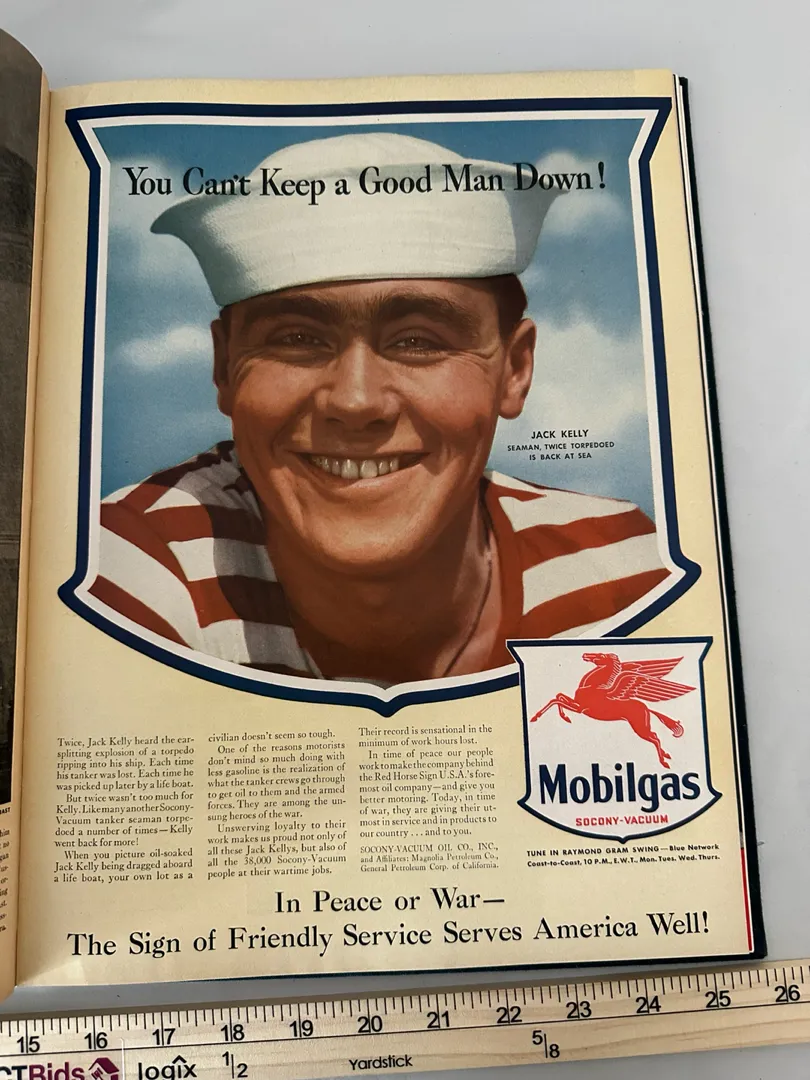 You Can't Keep a Good Man Down!
JACK KELLY
SEAMAN, TWICE TORPEDOED
IS BACK AT SEA
Twice, Jack Kelly heard the ear-
splitting explosion of a torpedo
ripping into his ship. Each time
his tanker was lost. Each time he
was picked up later by a life boat.
But twice wasn't too much for
Kelly. Like many another Socony-
Vacuum tanker seaman torpe-
doed a number of times—Kelly
went back for more!
When you picture oil-soaked
Jack Kelly being dragged aboard
a life boat, your own lot as a
civilian doesn't seem so tough.
One of the reasons motorists
don't mind so much doing with
less gasoline is the realization of
what the tanker crews go through
to get oil to them and the armed
forces. They are among the un-
sung heroes of the war.
Unswerving loyalty to their
work makes us proud not only of
all these Jack Kellys, but also of
all the 38,000 Socony-Vacuum
people at their wartime jobs.
Their record is sensational in the
minimum of work hours lost.
In time of peace our people
work to make the company behind
the Red Horse Sign U.S.A.'s fore-
most oil company—and give you
better motoring. Today, in time
of war, they are giving their ut-
most in service and in products to
our country . . . and to you.
SOCONY-VACUUM OIL CO., INC.,
and Affiliates: Magnolia Petroleum Co.,
General Petroleum Corp. of California.
Mobilgas
SOCONY-VACUUM
TUNE IN RAYMOND GRAM SWING—Blue Network
Coast-to-Coast, 10 P.M., E.W.T., Mon. Tues. Wed. Thurs.
In Peace or War—
The Sign of Friendly Service Serves America Well!
15 16 17 18 19 20 21 22 23 24 25 26
CTBids logix 1/2 Yardstick 5/8